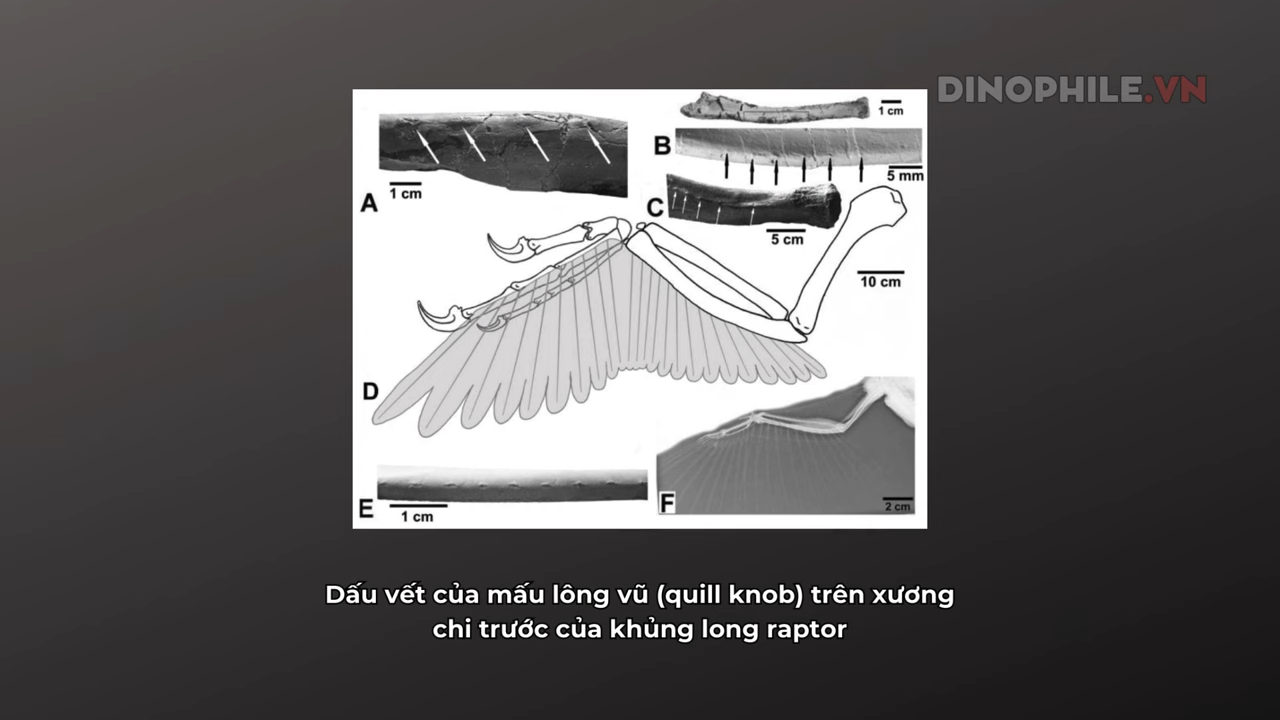 DINOPHILE.VN
1 cm
B
5 mm
1 cm
A
C
5 cm
10 cm
D
E
1 cm
F
2 cm
Dấu vết của mấu lông vũ (quill knob) trên xương
chi trước của khủng long raptor